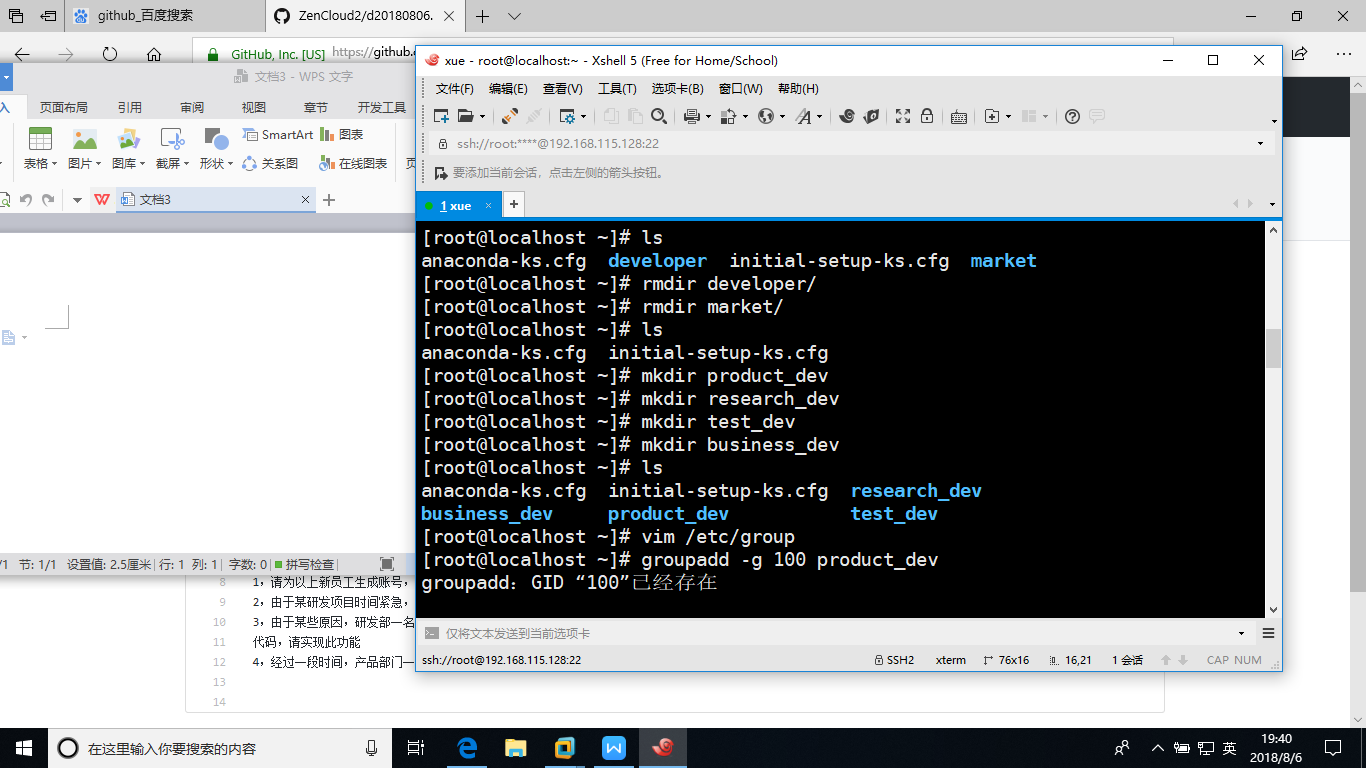 github_百度搜索
ZenCloud2/d20180806.
GitHub, Inc. [US] https://github.
文档3 - WPS 文字
入 页面布局 引用 审阅 视图 章节 开发工具
SmartArt 图表
表格 图片 图库 截屏 形状 关系图 在线图表 页
文档3
节: 1/1 设置值: 2.5厘米 行: 1 列: 1 字数: 0 拼写检查
8 1，请为以上新员工生成账号，
9 2，由于某研发项目时间紧急，
10 3，由于某些原因，研发部一名
11 代码，请实现此功能
12 4，经过一段时间，产品部门一
13
14
xue - root@localhost:~ - Xshell 5 (Free for Home/School)
文件(F) 编辑(E) 查看(V) 工具(T) 选项卡(B) 窗口(W) 帮助(H)
ssh://root:****@192.168.115.128:22
要添加当前会话，点击左侧的箭头按钮。
1 xue
[root@localhost ~]# ls
anaconda-ks.cfg developer initial-setup-ks.cfg market
[root@localhost ~]# rmdir developer/
[root@localhost ~]# rmdir market/
[root@localhost ~]# ls
anaconda-ks.cfg initial-setup-ks.cfg
[root@localhost ~]# mkdir product_dev
[root@localhost ~]# mkdir research_dev
[root@localhost ~]# mkdir test_dev
[root@localhost ~]# mkdir business_dev
[root@localhost ~]# ls
anaconda-ks.cfg initial-setup-ks.cfg research_dev
business_dev product_dev test_dev
[root@localhost ~]# vim /etc/group
[root@localhost ~]# groupadd -g 100 product_dev
groupadd：GID “100”已经存在
仅将文本发送到当前选项卡
ssh://root@192.168.115.128:22 SSH2 xterm 76x16 16,21 1 会话 CAP NUM
在这里输入你要搜索的内容
英
19:40
2018/8/6